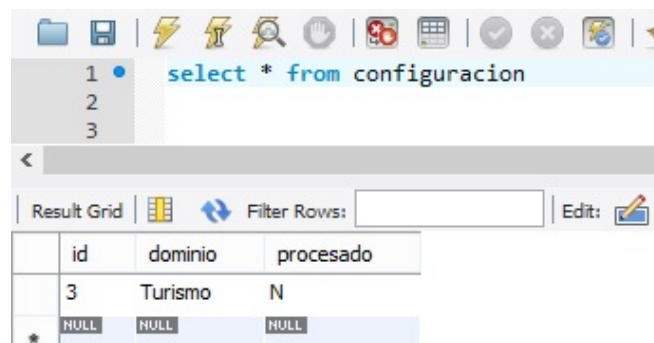 1 select * from configuracion
2
3
Result Grid Filter Rows: Edit:
id dominio procesado
3 Turismo N
* NULL NULL NULL